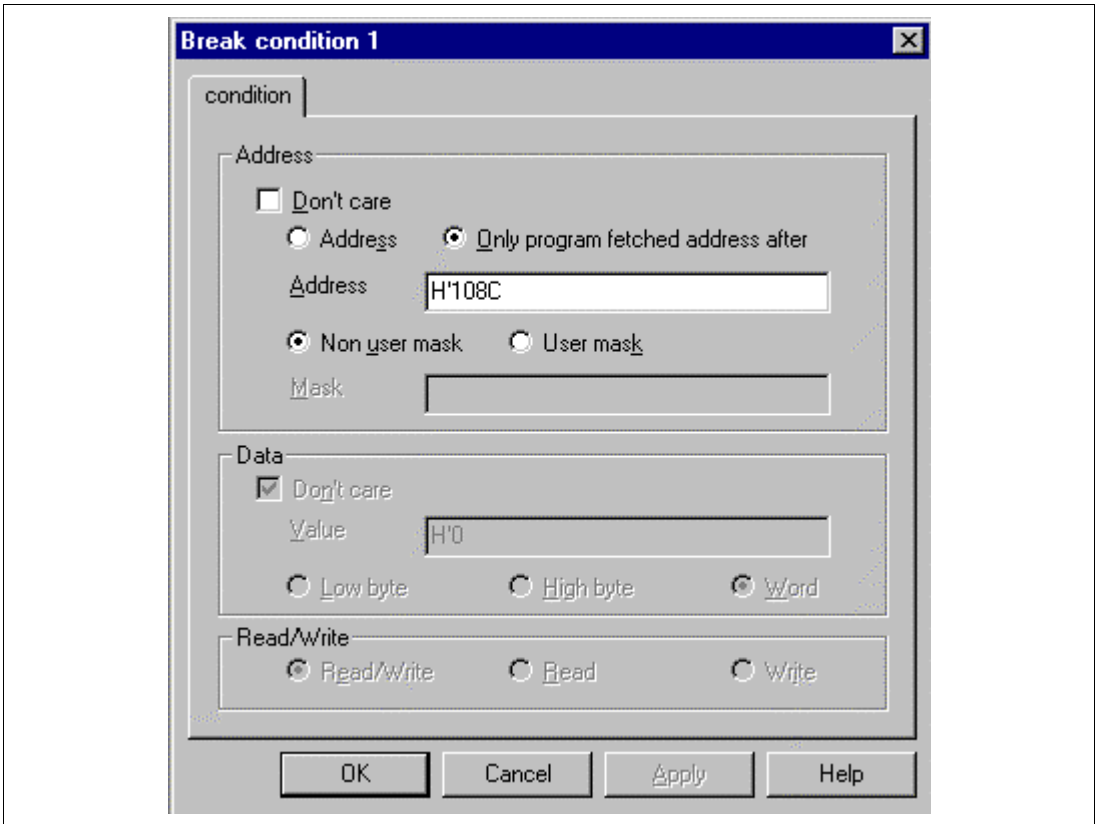 Break condition 1
condition
Address
Don't care
Address Only program fetched address after
Address H'108C
Non user mask User mask
Mask
Data
Don't care
Value H'0
Low byte High byte Word
Read/Write
Read/Write Read Write
OK Cancel Apply Help